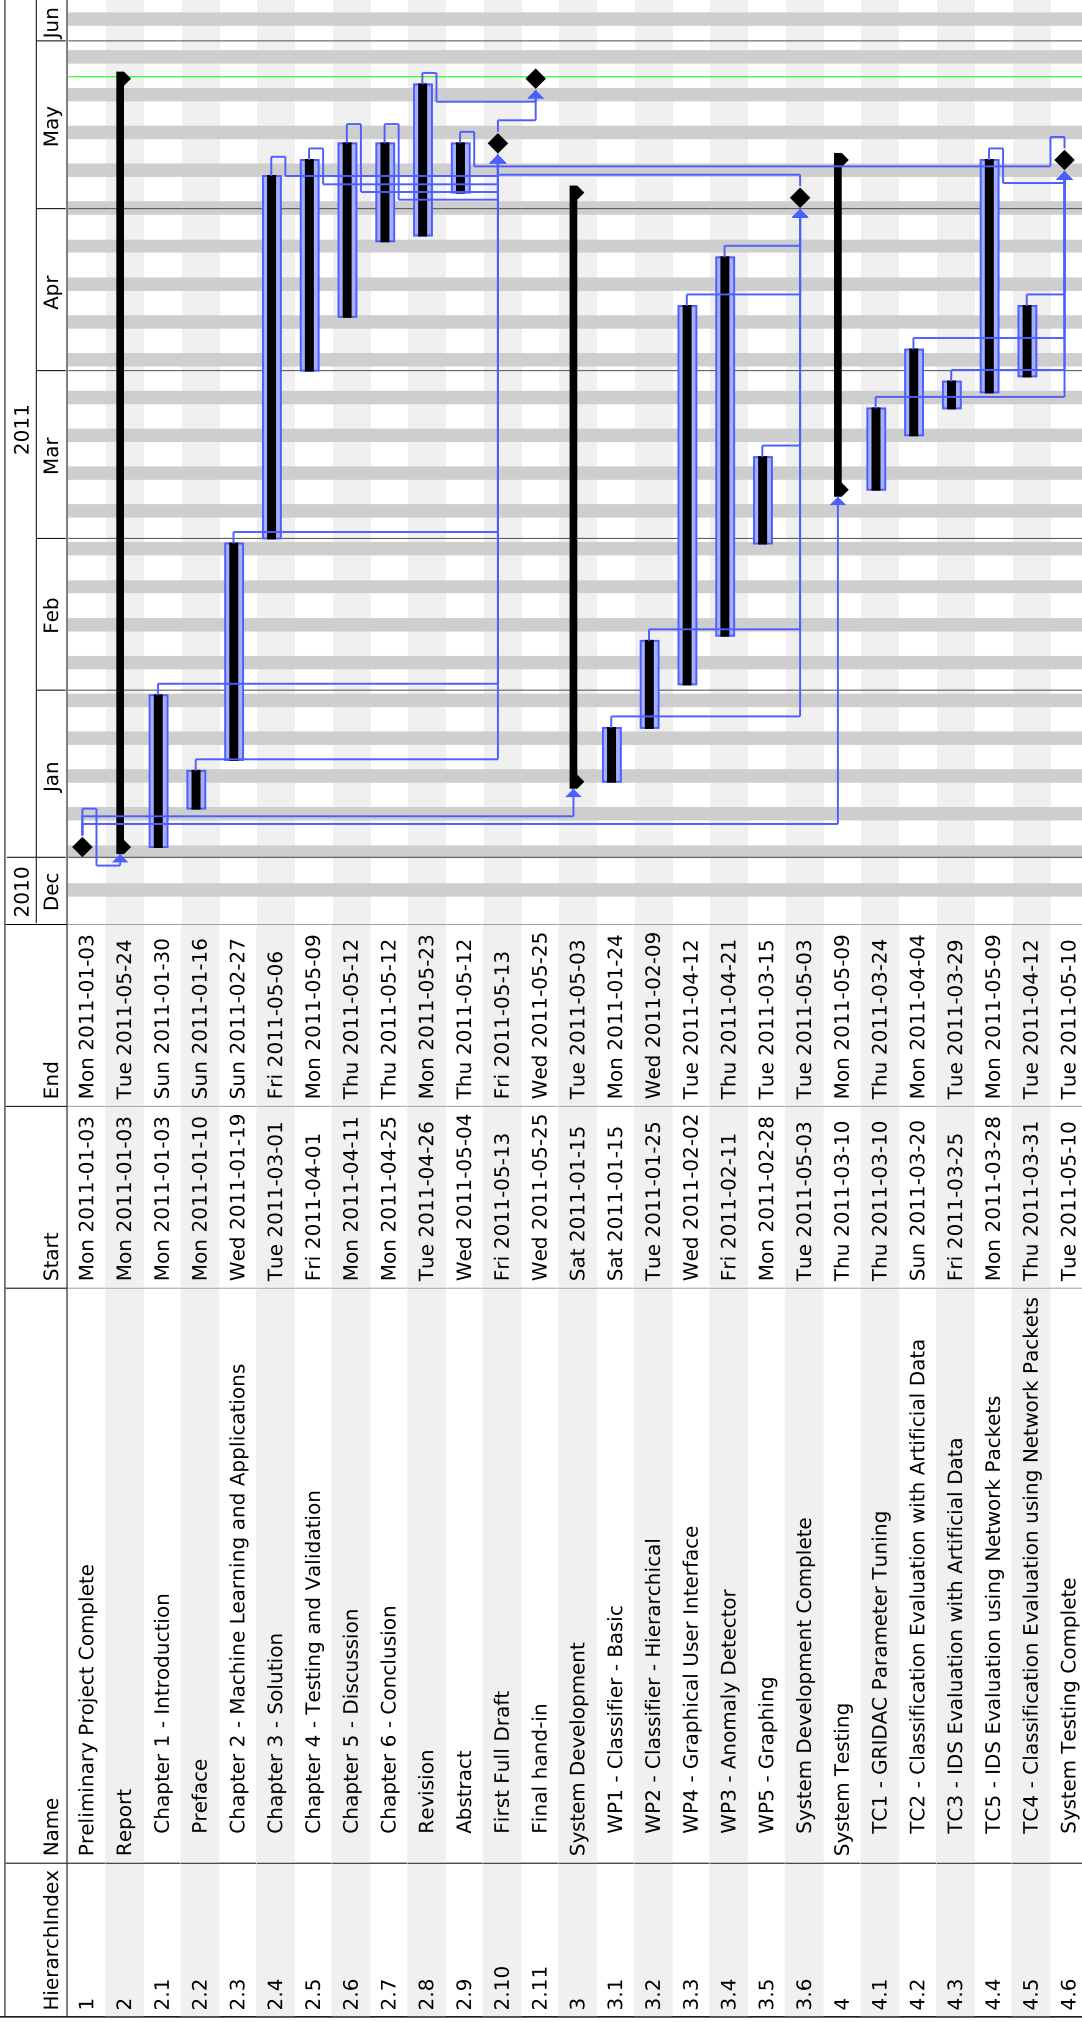 HierarchIndex Name Start End 2010 2011
Dec Jan Feb Mar Apr May Jun
1 Preliminary Project Complete Mon 2011-01-03 Mon 2011-01-03
2 Report Mon 2011-01-03 Tue 2011-05-24
2.1 Chapter 1 - Introduction Mon 2011-01-03 Sun 2011-01-30
2.2 Preface Mon 2011-01-10 Sun 2011-01-16
2.3 Chapter 2 - Machine Learning and Applications Wed 2011-01-19 Sun 2011-02-27
2.4 Chapter 3 - Solution Tue 2011-03-01 Fri 2011-05-06
2.5 Chapter 4 - Testing and Validation Fri 2011-04-01 Mon 2011-05-09
2.6 Chapter 5 - Discussion Mon 2011-04-11 Thu 2011-05-12
2.7 Chapter 6 - Conclusion Mon 2011-04-25 Thu 2011-05-12
2.8 Revision Tue 2011-04-26 Mon 2011-05-23
2.9 Abstract Wed 2011-05-04 Thu 2011-05-12
2.10 First Full Draft Fri 2011-05-13 Fri 2011-05-13
2.11 Final hand-in Wed 2011-05-25 Wed 2011-05-25
3 System Development Sat 2011-01-15 Tue 2011-05-03
3.1 WP1 - Classifier - Basic Sat 2011-01-15 Mon 2011-01-24
3.2 WP2 - Classifier - Hierarchical Tue 2011-01-25 Wed 2011-02-09
3.3 WP4 - Graphical User Interface Wed 2011-02-02 Tue 2011-04-12
3.4 WP3 - Anomaly Detector Fri 2011-02-11 Thu 2011-04-21
3.5 WP5 - Graphing Mon 2011-02-28 Tue 2011-03-15
3.6 System Development Complete Tue 2011-05-03 Tue 2011-05-03
4 System Testing Thu 2011-03-10 Mon 2011-05-09
4.1 TC1 - GRIDAC Parameter Tuning Thu 2011-03-10 Thu 2011-03-24
4.2 TC2 - Classification Evaluation with Artificial Data Sun 2011-03-20 Mon 2011-04-04
4.3 TC3 - IDS Evaluation with Artificial Data Fri 2011-03-25 Tue 2011-03-29
4.4 TC5 - IDS Evaluation using Network Packets Mon 2011-03-28 Mon 2011-05-09
4.5 TC4 - Classification Evaluation using Network Packets Thu 2011-03-31 Tue 2011-04-12
4.6 System Testing Complete Tue 2011-05-10 Tue 2011-05-10